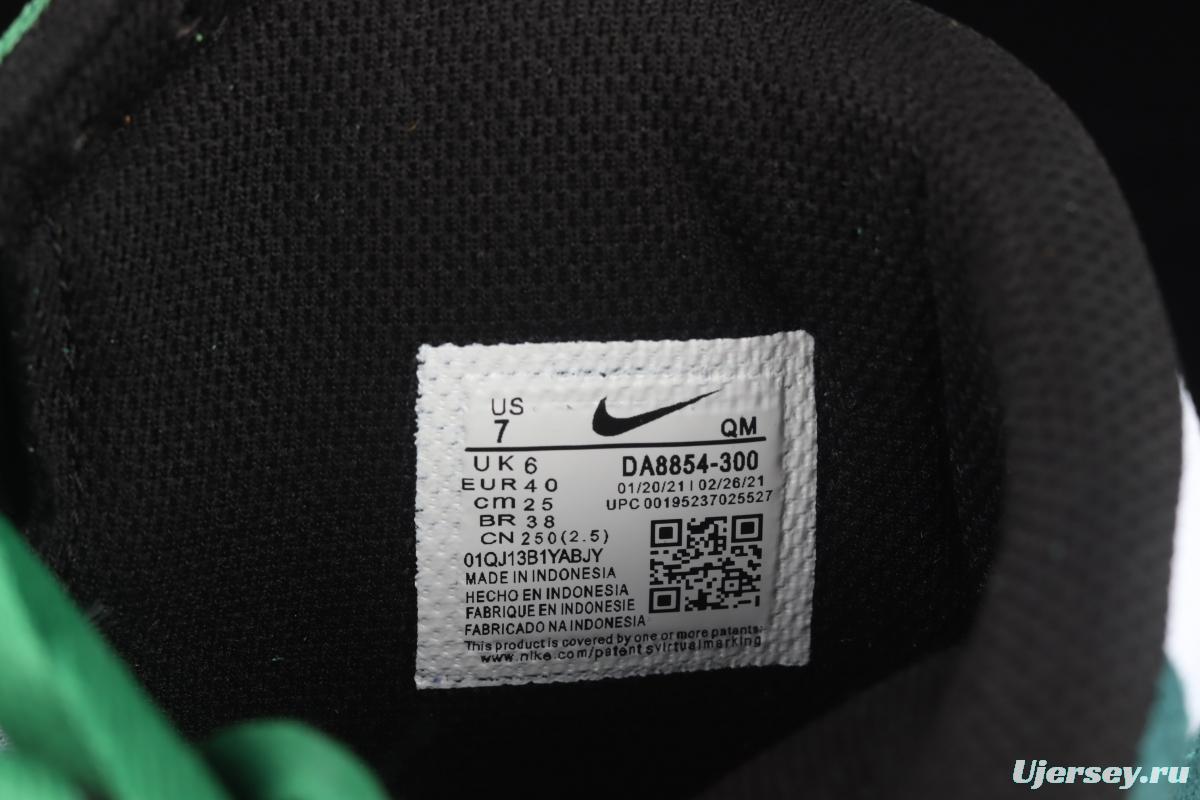 US
7
QM
UK 6
EUR 40
cm 25
BR 38
CN 250(2.5)
DA8854-300
01/20/21 | 02/26/21
UPC 00195237025527
01QJ13B1YABJY
MADE IN INDONESIA
HECHO EN INDONESIA
FABRIQUE EN INDONESIE
FABRICADO NA INDONESIA
This product is covered by one or more patents:
www.nike.com/patentsvirtualmarking
Ujersey.ru